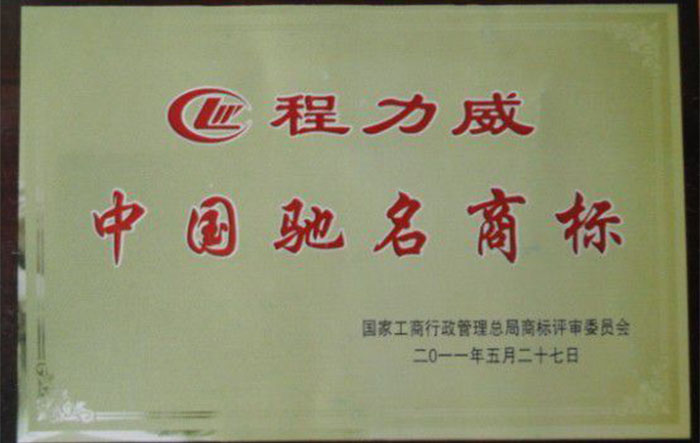 程力威
中国驰名商标
国家工商行政管理总局商标评审委员会
二〇一一年五月二十七日